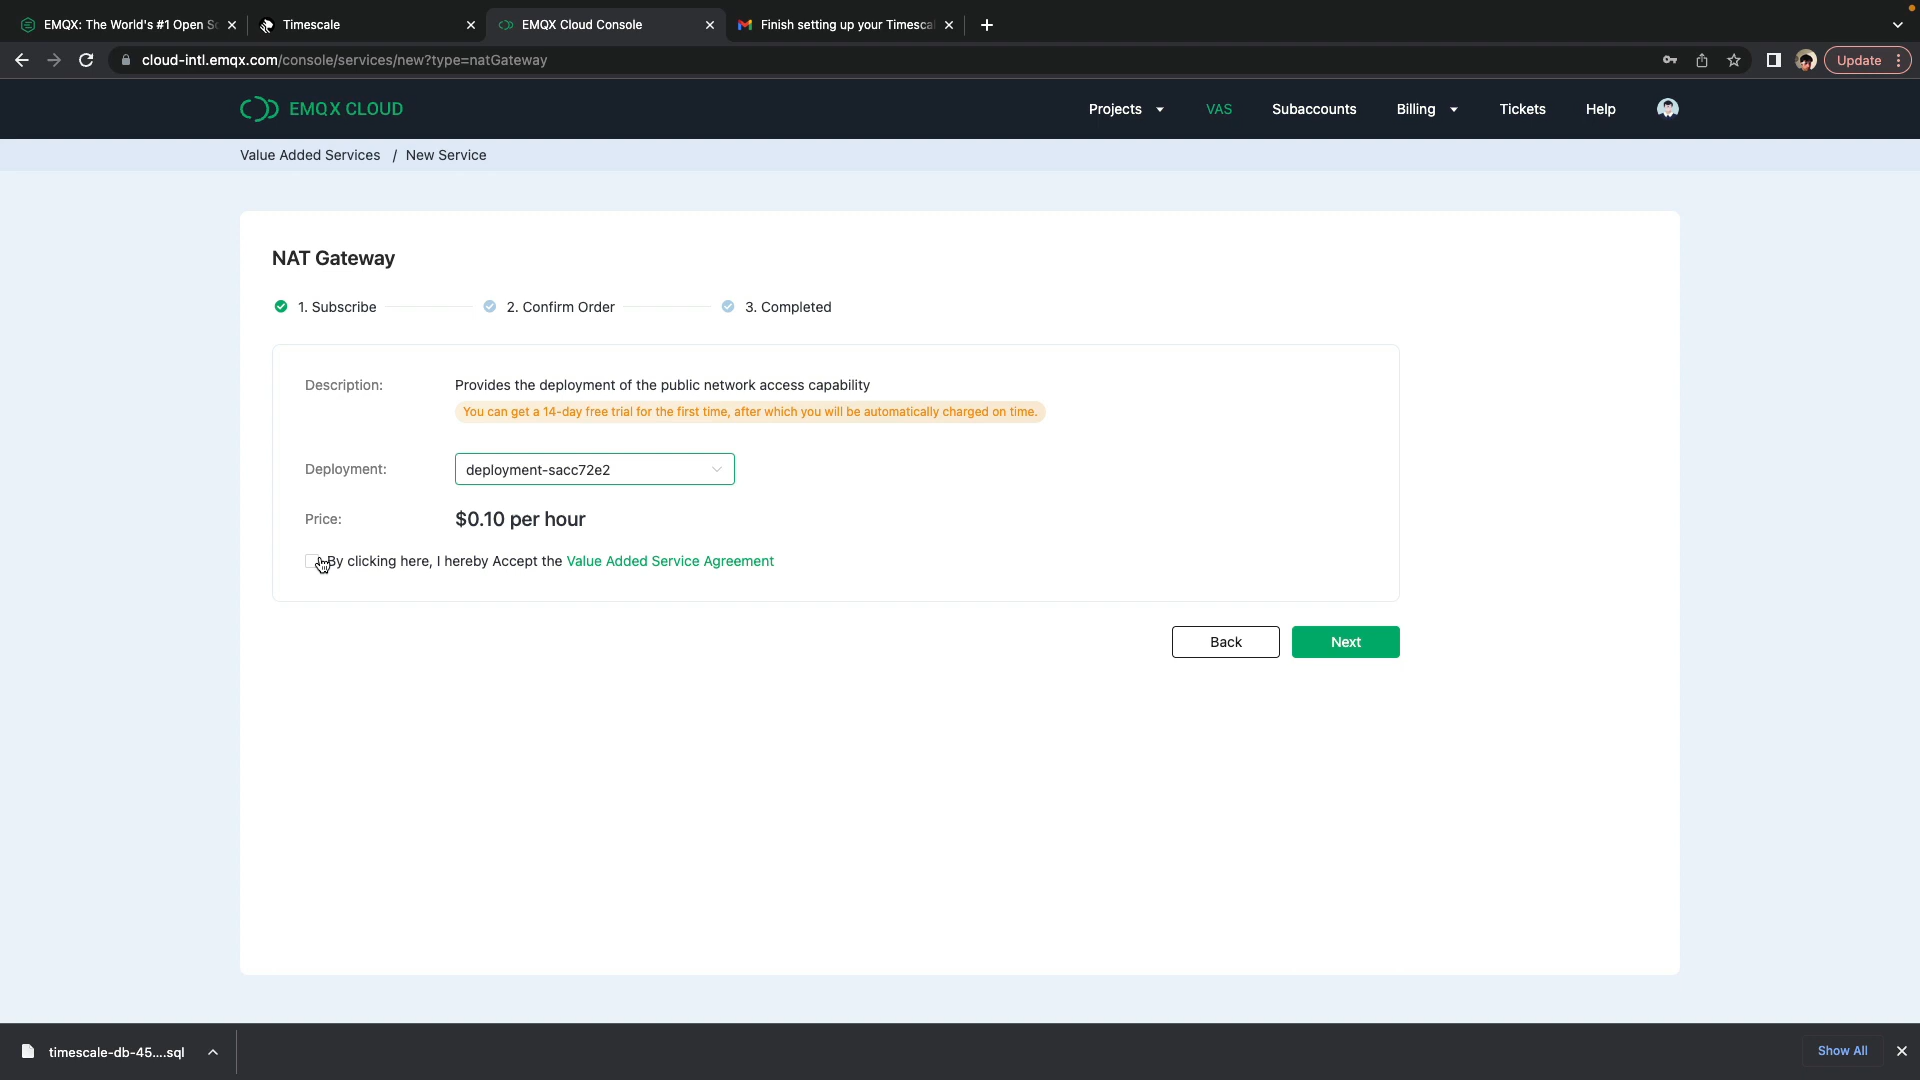 EMQX: The World's #1 Open So
Timescale
EMQX Cloud Console
Finish setting up your Timesca
cloud-intl.emqx.com/console/services/new?type=natGateway
Update
EMQX CLOUD
Projects
VAS
Subaccounts
Billing
Tickets
Help
Value Added Services / New Service
NAT Gateway
1. Subscribe
2. Confirm Order
3. Completed
Description:
Provides the deployment of the public network access capability
You can get a 14-day free trial for the first time, after which you will be automatically charged on time.
Deployment:
deployment-sacc72e2
Price:
$0.10 per hour
By clicking here, I hereby Accept the Value Added Service Agreement
Back
Next
timescale-db-45....sql
Show All